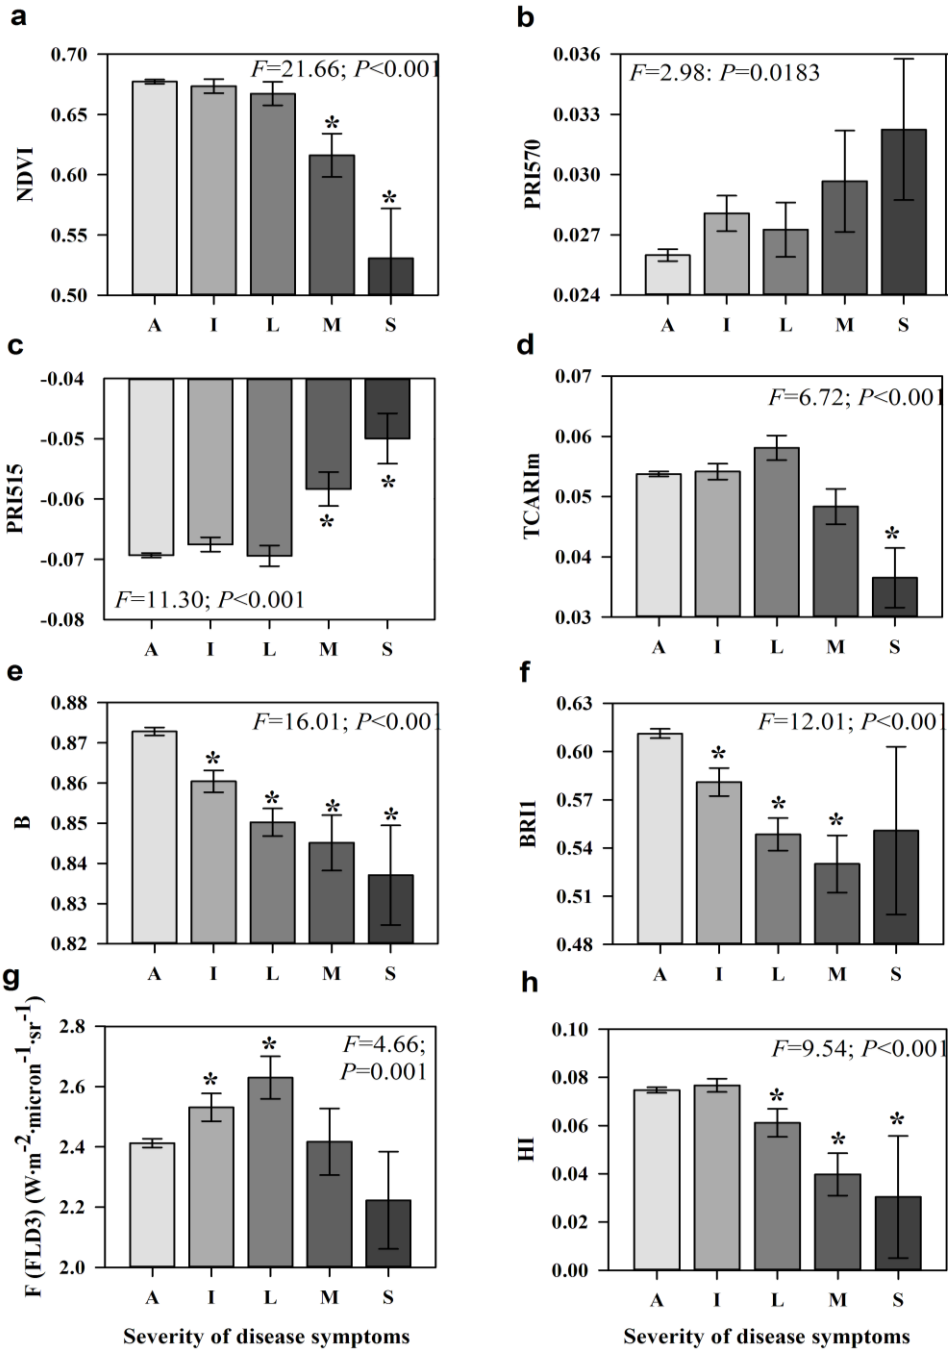 a
NDVI
0.70
0.65
0.60
0.55
0.50
F=21.66; P<0.001
*
*
A I L M S
b
PRI570
0.036
0.033
0.030
0.027
0.024
F=2.98: P=0.0183
A I L M S
c
PRI515
-0.04
-0.05
-0.06
-0.07
-0.08
*
*
F=11.30; P<0.001
A I L M S
d
TCARIm
0.07
0.06
0.05
0.04
0.03
F=6.72; P<0.001
*
A I L M S
e
B
0.88
0.87
0.86
0.85
0.84
0.83
0.82
F=16.01; P<0.001
* * * *
A I L M S
f
BRI1
0.63
0.60
0.57
0.54
0.51
0.48
F=12.01; P<0.001
* * *
A I L M S
g
F (FLD3) (W·m⁻²·micron⁻¹·sr⁻¹)
2.8
2.6
2.4
2.2
2.0
F=4.66;
P=0.001
* *
A I L M S
Severity of disease symptoms
h
HI
0.10
0.08
0.06
0.04
0.02
0.00
F=9.54; P<0.001
* * *
A I L M S
Severity of disease symptoms